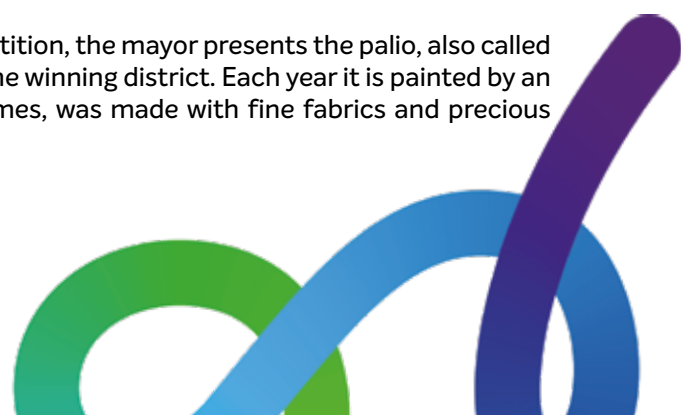 tition, the mayor presents the palio, also called
ne winning district. Each year it is painted by an
mes, was made with fine fabrics and precious